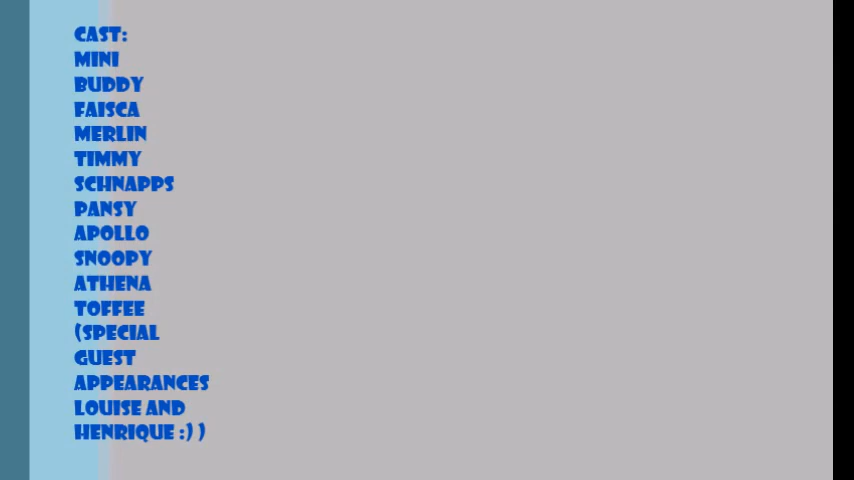 CAST:
MINI
BUDDY
FAISCA
MERLIN
TIMMY
SCHNAPPS
PANSY
APOLLO
SNOOPY
ATHENA
TOFFEE
(SPECIAL
GUEST
APPEARANCES
LOUISE AND
HENRIQUE :) )